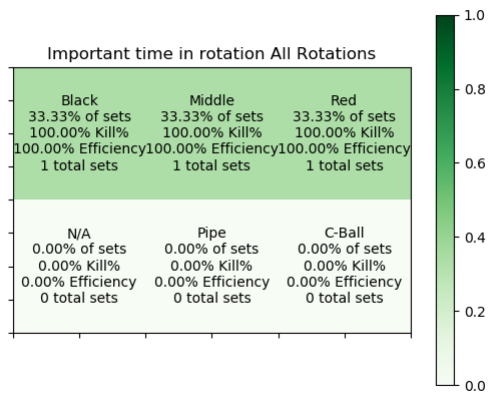 Important time in rotation All Rotations
Black Middle Red
33.33% of sets 33.33% of sets 33.33% of sets
100.00% Kill% 100.00% Kill% 100.00% Kill%
100.00% Efficiency 100.00% Efficiency 100.00% Efficiency
1 total sets 1 total sets 1 total sets
N/A Pipe C-Ball
0.00% of sets 0.00% of sets 0.00% of sets
0.00% Kill% 0.00% Kill% 0.00% Kill%
0.00% Efficiency 0.00% Efficiency 0.00% Efficiency
0 total sets 0 total sets 0 total sets
1.0
0.8
0.6
0.4
0.2
0.0